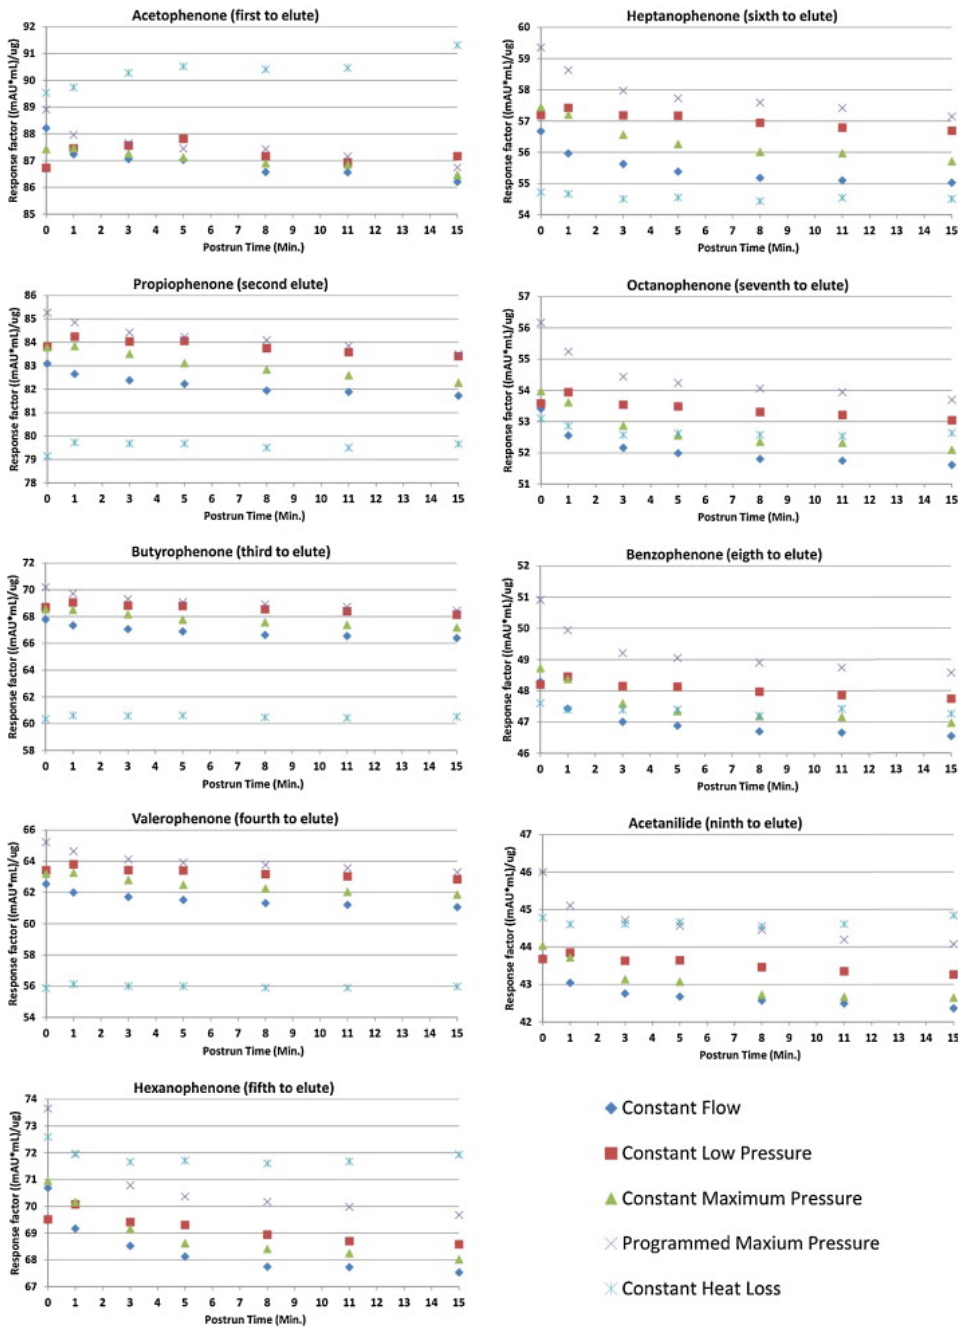 Acetophenone (first to elute)
Response factor ((mAU*mL)/ug)
92
91
90
89
88
87
86
85
0 1 2 3 4 5 6 7 8 9 10 11 12 13 14 15
Postrun Time (Min.)
Propiophenone (second elute)
Response factor ((mAU*mL)/ug)
86
85
84
83
82
81
80
79
78
0 1 2 3 4 5 6 7 8 9 10 11 12 13 14 15
Postrun Time (Min.)
Butyrophenone (third to elute)
Response factor ((mAU*mL)/ug)
72
70
68
66
64
62
60
58
0 1 2 3 4 5 6 7 8 9 10 11 12 13 14 15
Postrun Time (Min.)
Valerophenone (fourth to elute)
Response factor ((mAU*mL)/ug)
66
64
62
60
58
56
54
0 1 2 3 4 5 6 7 8 9 10 11 12 13 14 15
Postrun Time (Min.)
Hexanophenone (fifth to elute)
Response factor ((mAU*mL)/ug)
74
73
72
71
70
69
68
67
0 1 2 3 4 5 6 7 8 9 10 11 12 13 14 15
Postrun Time (Min.)
Heptanophenone (sixth to elute)
Response factor ((mAU*mL)/ug)
60
59
58
57
56
55
54
0 1 2 3 4 5 6 7 8 9 10 11 12 13 14 15
Postrun Time (Min.)
Octanophenone (seventh to elute)
Response factor ((mAU*mL)/ug)
57
56
55
54
53
52
51
0 1 2 3 4 5 6 7 8 9 10 11 12 13 14 15
Postrun Time (Min.)
Benzophenone (eigth to elute)
Response factor ((mAU*mL)/ug)
52
51
50
49
48
47
46
0 1 2 3 4 5 6 7 8 9 10 11 12 13 14 15
Postrun Time (Min.)
Acetanilide (ninth to elute)
Response factor ((mAU*mL)/ug)
47
46
45
44
43
42
0 1 2 3 4 5 6 7 8 9 10 11 12 13 14 15
Postrun Time (Min.)
Constant Flow
Constant Low Pressure
Constant Maximum Pressure
Programmed Maxium Pressure
Constant Heat Loss